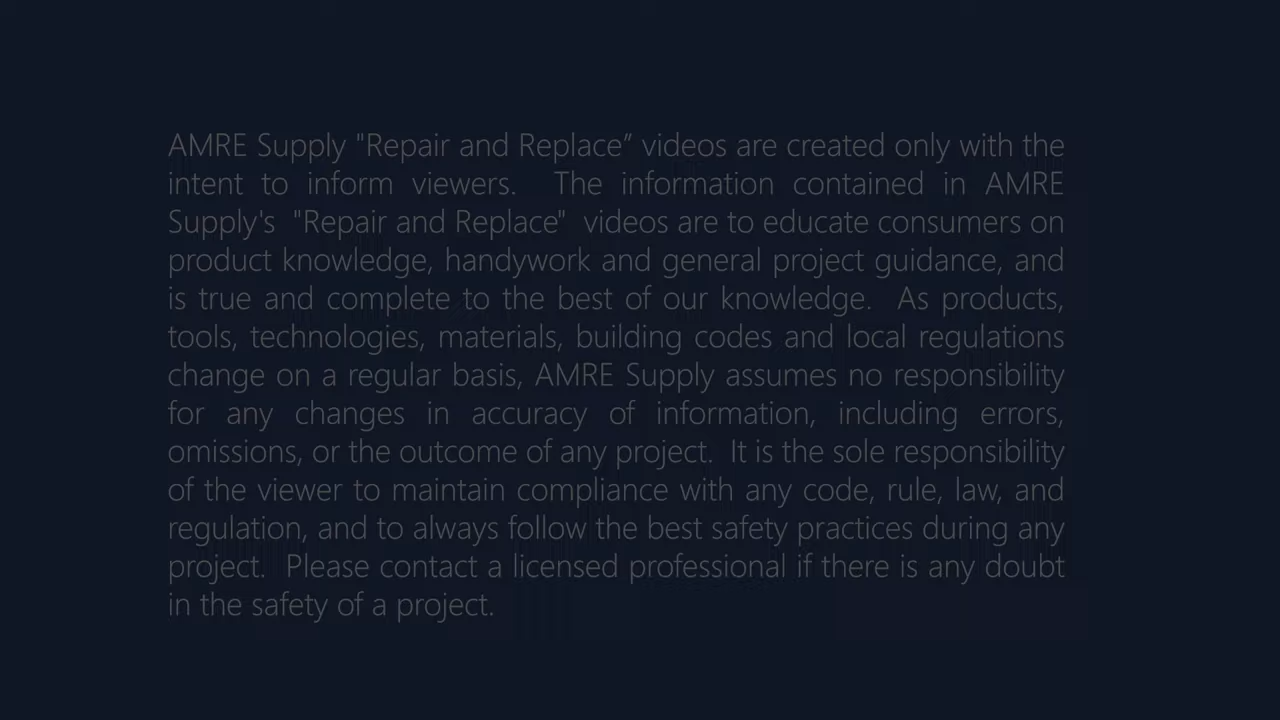 AMRE Supply "Repair and Replace” videos are created only with the
intent to inform viewers.  The information contained in AMRE
Supply's  "Repair and Replace"  videos are to educate consumers on
product knowledge, handywork and general project guidance, and
is true and complete to the best of our knowledge.  As products,
tools, technologies, materials, building codes and local regulations
change on a regular basis, AMRE Supply assumes no responsibility
for any changes in accuracy of information, including errors,
omissions, or the outcome of any project.  It is the sole responsibility
of the viewer to maintain compliance with any code, rule, law, and
regulation, and to always follow the best safety practices during any
project.  Please contact a licensed professional if there is any doubt
in the safety of a project.